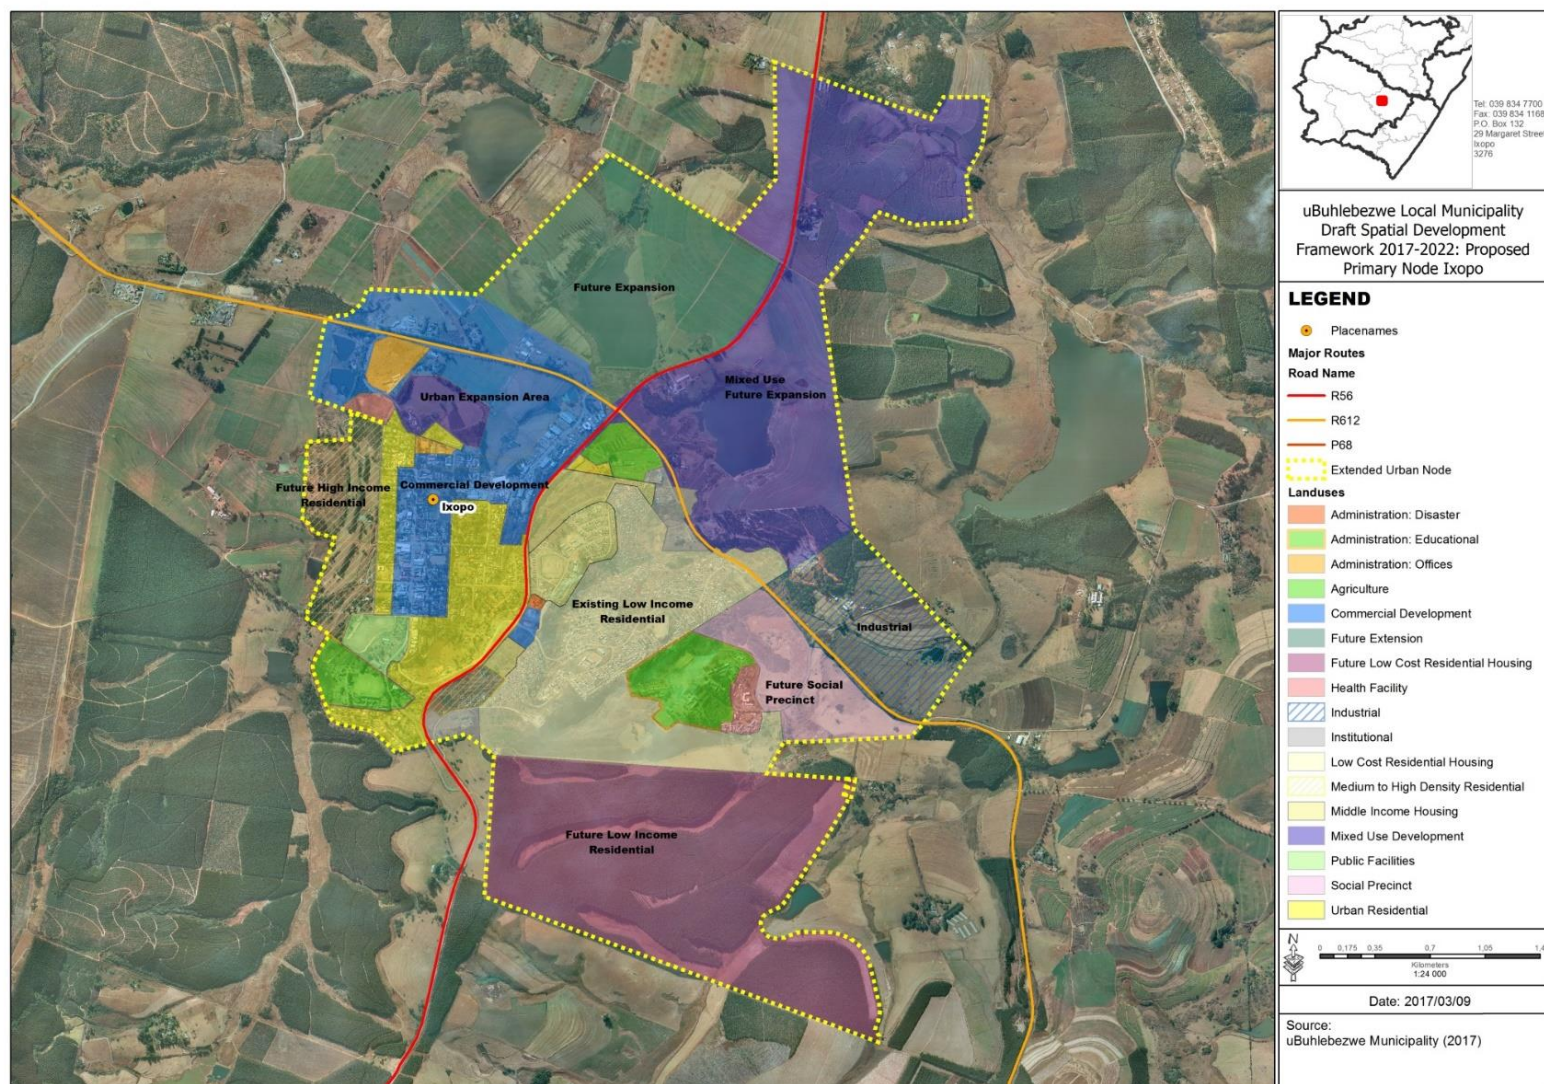 Future Expansion
Mixed Use
Future Expansion
Urban Expansion Area
Future High Income
Residential
Commercial Development
Ixopo
Existing Low Income
Residential
Industrial
Future Social
Precinct
Future Low Income
Residential
Tel: 039 834 7700
Fax: 039 834 1168
P.O. Box 132
29 Margaret Street
Ixopo
3276
uBuhlebezwe Local Municipality
Draft Spatial Development
Framework 2017-2022: Proposed
Primary Node Ixopo
LEGEND
Placenames
Major Routes
Road Name
R56
R612
P68
Extended Urban Node
Landuses
Administration: Disaster
Administration: Educational
Administration: Offices
Agriculture
Commercial Development
Future Extension
Future Low Cost Residential Housing
Health Facility
Industrial
Institutional
Low Cost Residential Housing
Medium to High Density Residential
Middle Income Housing
Mixed Use Development
Public Facilities
Social Precinct
Urban Residential
N
0 0,175 0,35 0,7 1,05 1,4
Kilometers
1:24 000
Date: 2017/03/09
Source:
uBuhlebezwe Municipality (2017)